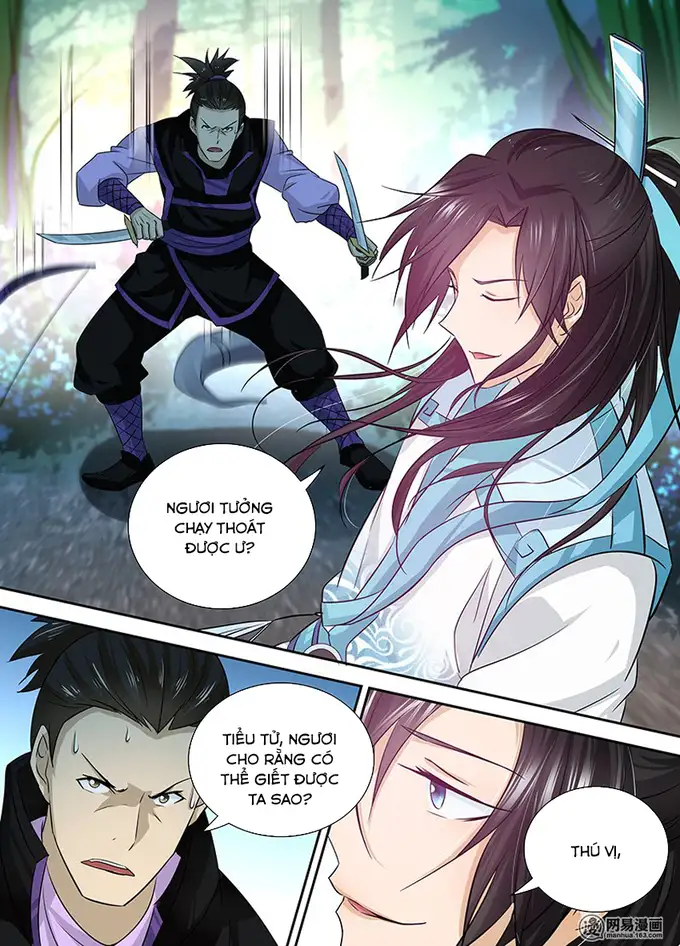 NGƯƠI TƯỞNG
CHẠY THOÁT
ĐƯỢC Ư?
TIỂU TỬ, NGƯƠI
CHO RẰNG CÓ
THỂ GIẾT ĐƯỢC
TA SAO?
THÚ VỊ,
网易漫画
manhua.163.com